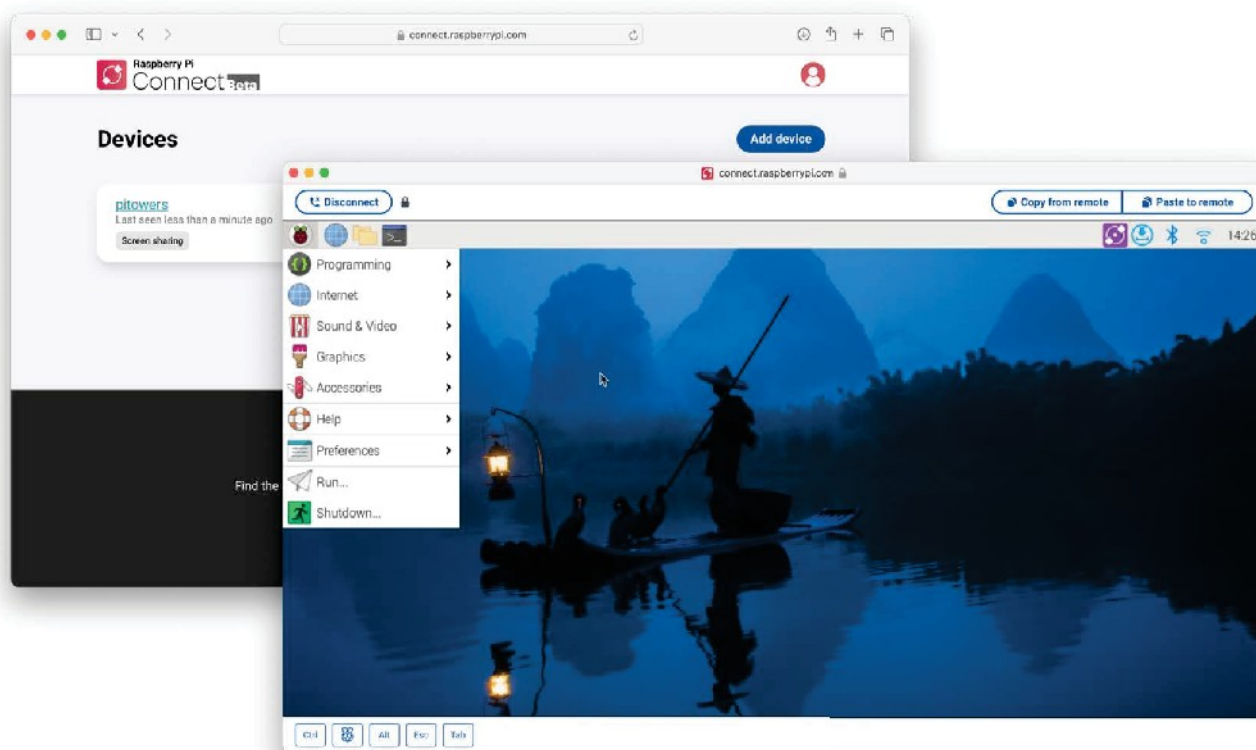 connect.raspberrypi.com
Raspberry Pi
Connect Beta
Devices
Add device
pitowers
Last seen less than a minute ago
Screen sharing
Find the
connect.raspberrypi.com
Disconnect
Copy from remote
Paste to remote
14:26
Programming
Internet
Sound & Video
Graphics
Accessories
Help
Preferences
Run...
Shutdown...
Ctrl
Alt
Esc
Tab